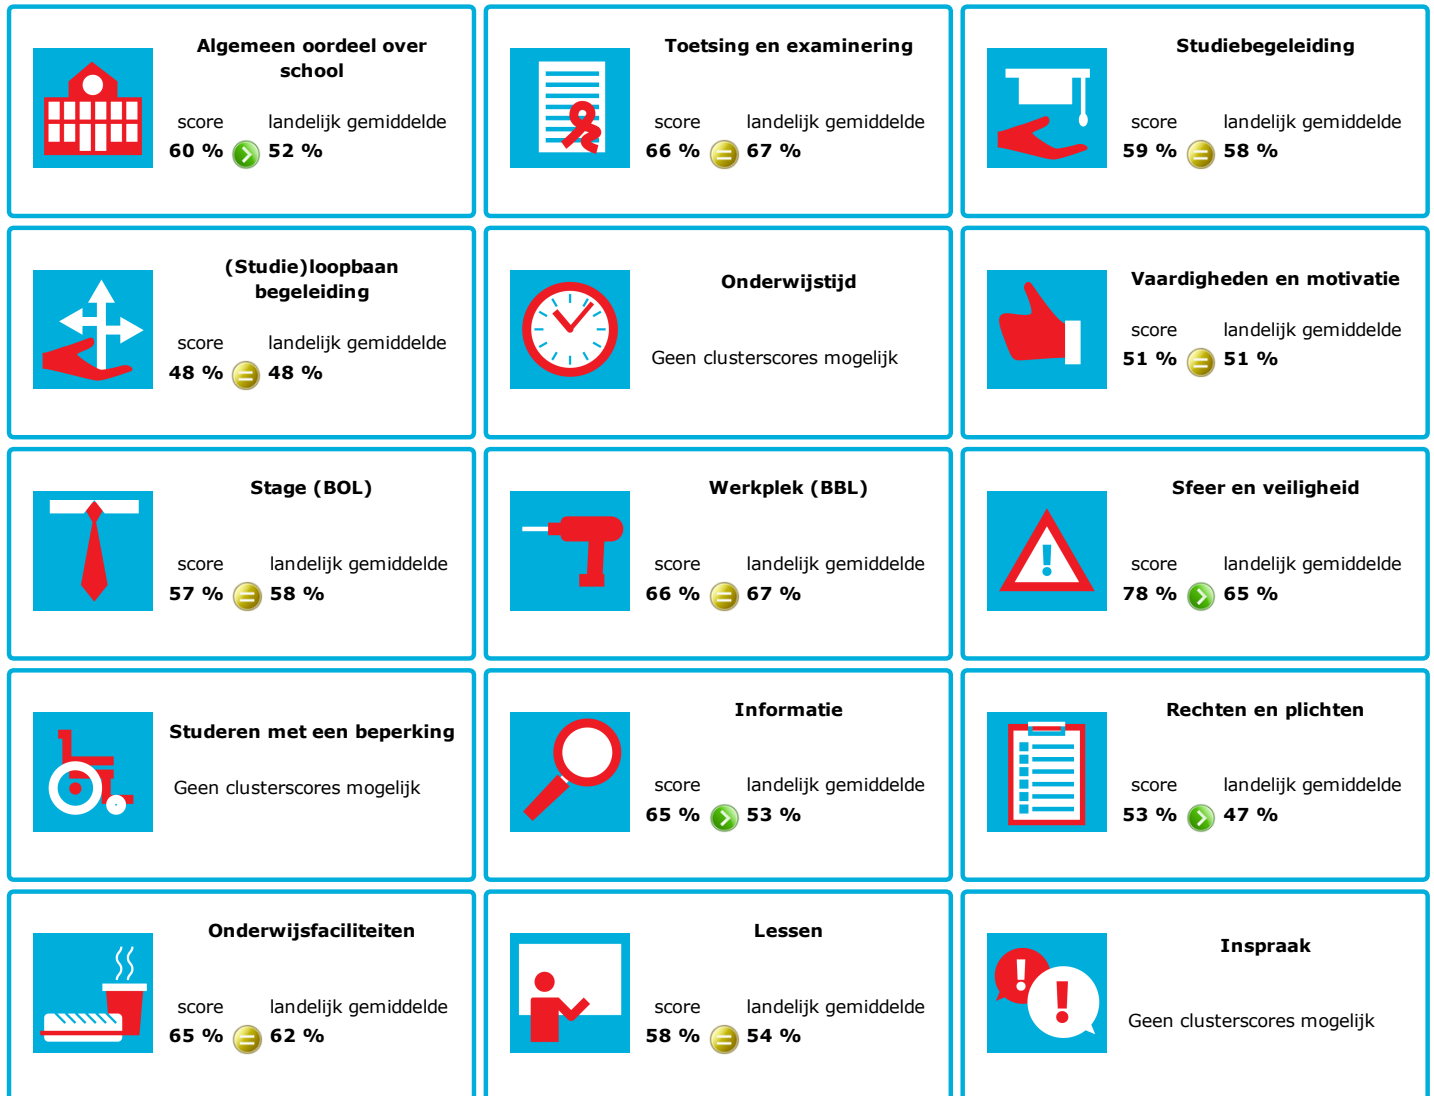 Algemeen oordeel over
school
score landelijk gemiddelde
60 % 52 %
Toetsing en examinering
score landelijk gemiddelde
66 % = 67 %
Studiebegeleiding
score landelijk gemiddelde
59 % = 58 %
(Studie)loopbaan
begeleiding
score landelijk gemiddelde
48 % = 48 %
Onderwijstijd
Geen clusterscores mogelijk
Vaardigheden en motivatie
score landelijk gemiddelde
51 % = 51 %
Stage (BOL)
score landelijk gemiddelde
57 % = 58 %
Werkplek (BBL)
score landelijk gemiddelde
66 % = 67 %
Sfeer en veiligheid
!
score landelijk gemiddelde
78 % 65 %
Studeren met een beperking
Geen clusterscores mogelijk
Informatie
score landelijk gemiddelde
65 % 53 %
Rechten en plichten
score landelijk gemiddelde
53 % 47 %
Onderwijsfaciliteiten
score landelijk gemiddelde
65 % = 62 %
Lessen
score landelijk gemiddelde
58 % = 54 %
Inspraak
! !
Geen clusterscores mogelijk